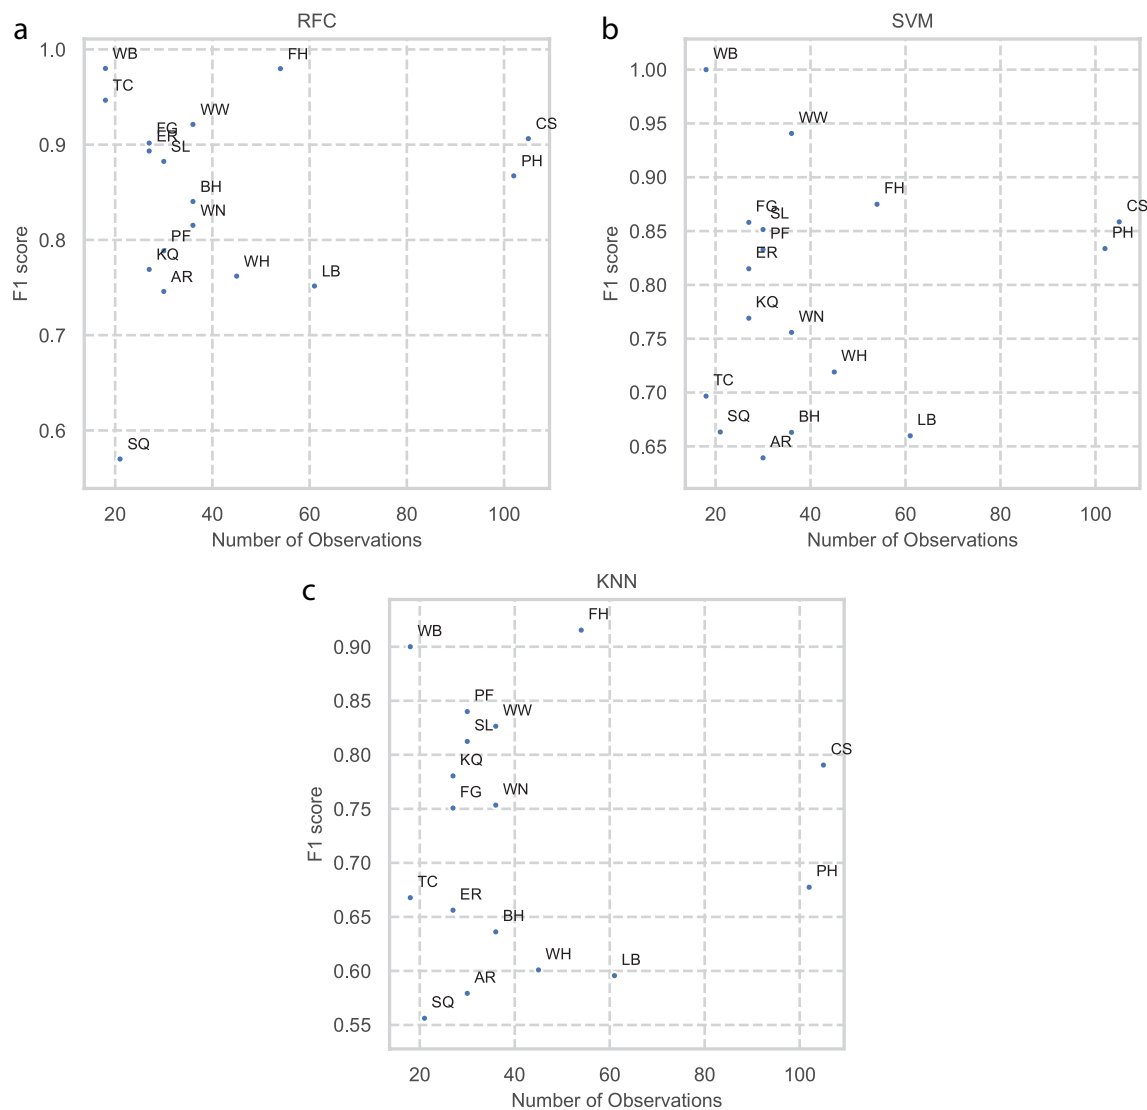 a
RFC
1.0
0.9
0.8
0.7
0.6
F1 score
WB
FH
TC
WW
FG
ER
CS
SL
PH
BH
WN
PF
KQ
WH
AR
LB
SQ
20 40 60 80 100
Number of Observations
b
SVM
1.00
0.95
0.90
0.85
0.80
0.75
0.70
0.65
F1 score
WB
WW
FH
FG
CS
SL
PF
PH
ER
KQ
WN
WH
TC
SQ
BH
LB
AR
20 40 60 80 100
Number of Observations
c
KNN
0.90
0.85
0.80
0.75
0.70
0.65
0.60
0.55
F1 score
FH
WB
PF
WW
SL
CS
KQ
FG
WN
PH
TC
ER
BH
WH
LB
AR
SQ
20 40 60 80 100
Number of Observations